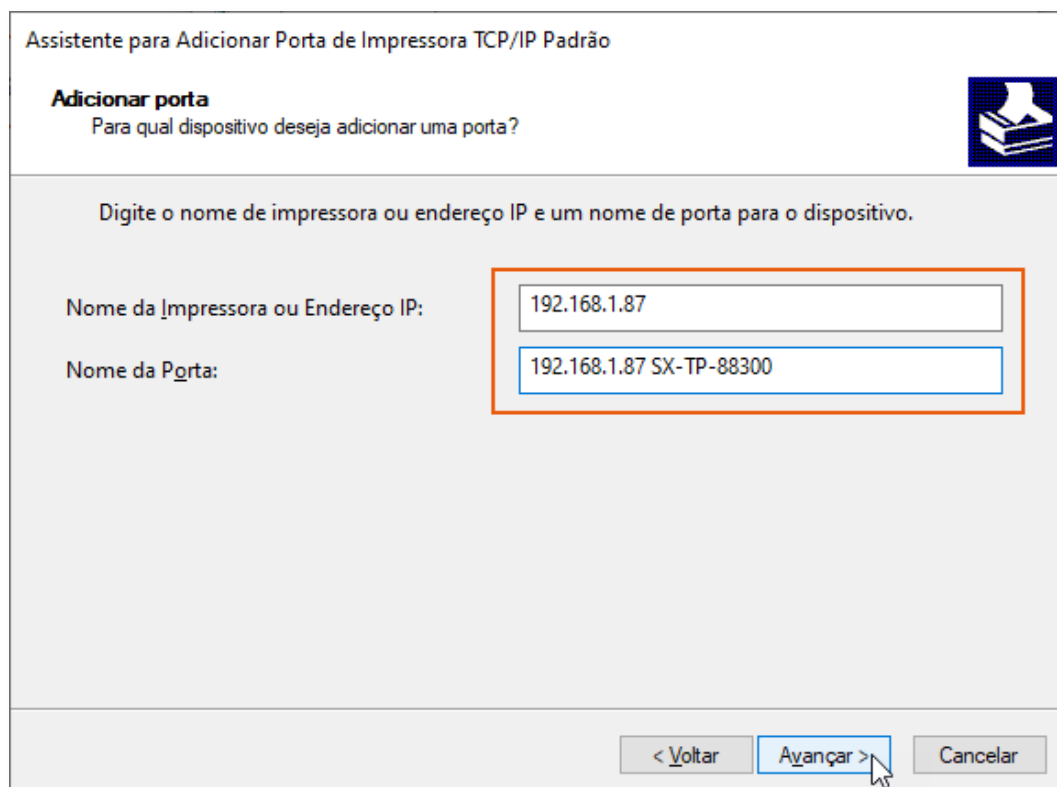 Assistente para Adicionar Porta de Impressora TCP/IP Padrão
Adicionar porta
Para qual dispositivo deseja adicionar uma porta?
Digite o nome de impressora ou endereço IP e um nome de porta para o dispositivo.
Nome da Impressora ou Endereço IP: 192.168.1.87
Nome da Porta: 192.168.1.87 SX-TP-88300
< Voltar Avançar > Cancelar